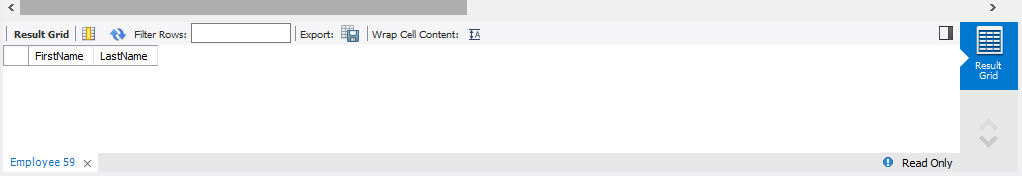 Result Grid Filter Rows: Export: Wrap Cell Content:
FirstName LastName
Result
Grid
Employee 59 Read Only